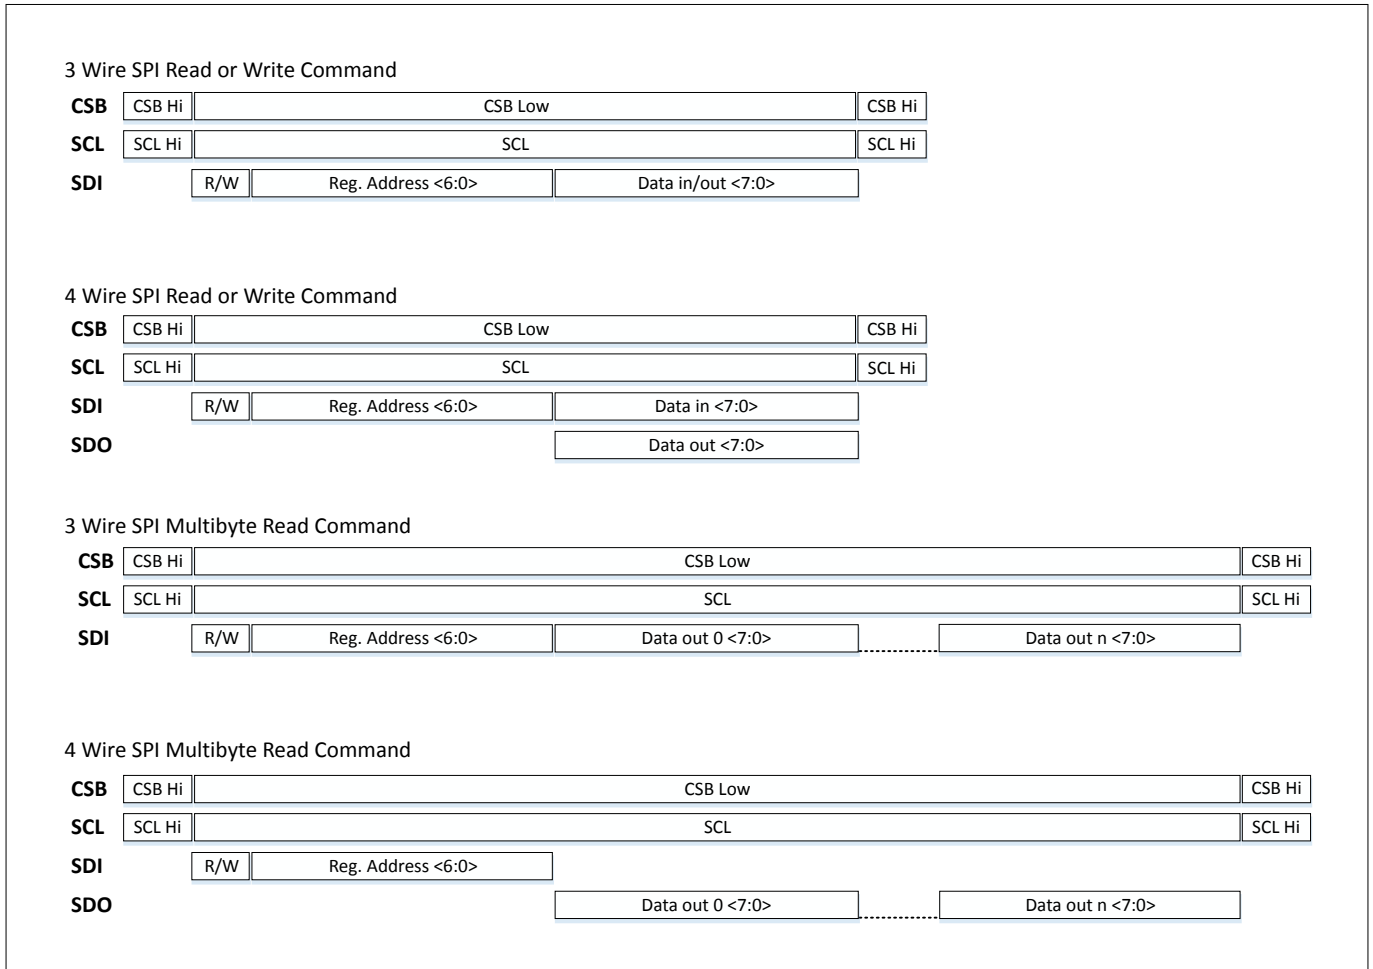 3 Wire SPI Read or Write Command
CSB CSB Hi CSB Low CSB Hi
SCL SCL Hi SCL SCL Hi
SDI R/W Reg. Address <6:0> Data in/out <7:0>
4 Wire SPI Read or Write Command
CSB CSB Hi CSB Low CSB Hi
SCL SCL Hi SCL SCL Hi
SDI R/W Reg. Address <6:0> Data in <7:0>
SDO Data out <7:0>
3 Wire SPI Multibyte Read Command
CSB CSB Hi CSB Low CSB Hi
SCL SCL Hi SCL SCL Hi
SDI R/W Reg. Address <6:0> Data out 0 <7:0> Data out n <7:0>
4 Wire SPI Multibyte Read Command
CSB CSB Hi CSB Low CSB Hi
SCL SCL Hi SCL SCL Hi
SDI R/W Reg. Address <6:0>
SDO Data out 0 <7:0> Data out n <7:0>